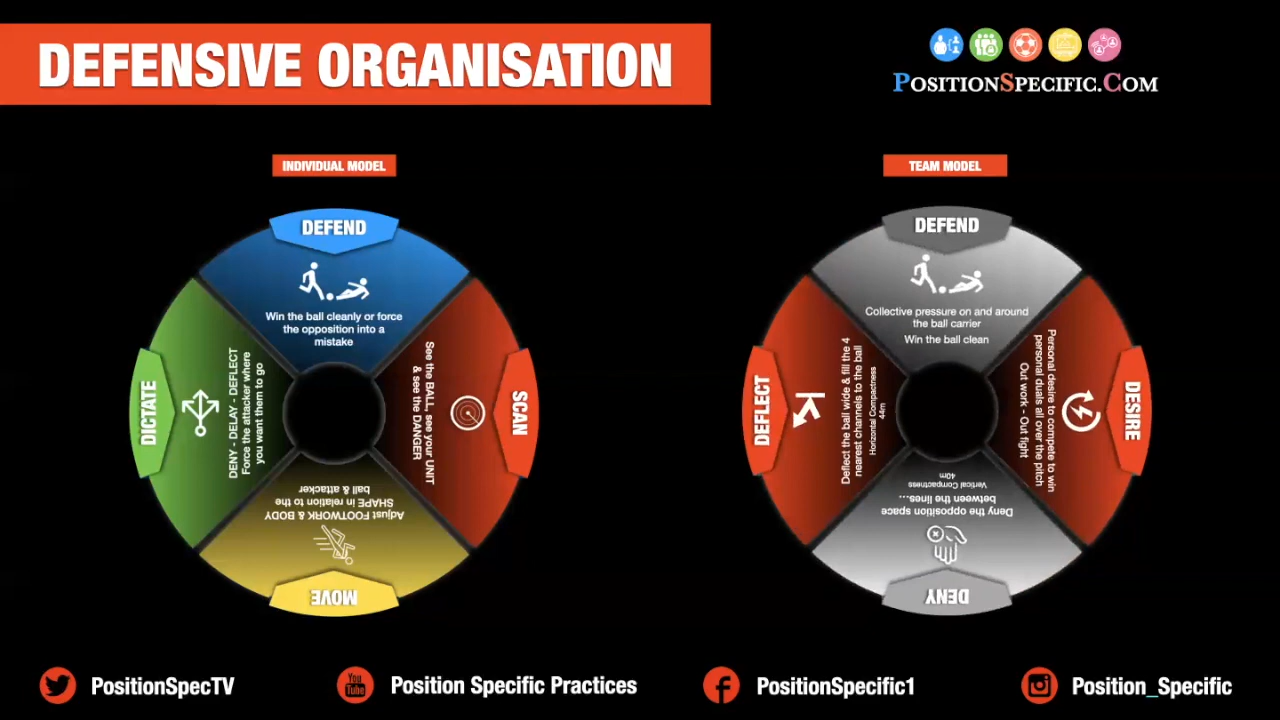 DEFENSIVE ORGANISATION
POSITIONSPECIFIC.COM
INDIVIDUAL MODEL
DEFEND
Win the ball cleanly or force
the opposition into a
mistake
SCAN
See the BALL, see your UNIT
& see the DANGER
MOVE
Adjust FOOTWORK & BODY
SHAPE in relation to the
ball & attacker
DICTATE
DENY - DELAY - DEFLECT
Force the attacker where
you want them to go
TEAM MODEL
DEFEND
Collective pressure on and around
the ball carrier
Win the ball clean
DESIRE
Personal desire to compete to win
personal duals all over the pitch
Out work - Out fight
DENY
Deny the opposition space
between the lines...
Vertical Compactness
40m
DEFLECT
Deflect the ball wide & fill the 4
nearest channels to the ball
Horizontal Compactness
44m
PositionSpecTV
You
Tube
Position Specific Practices
PositionSpecific1
Position_Specific